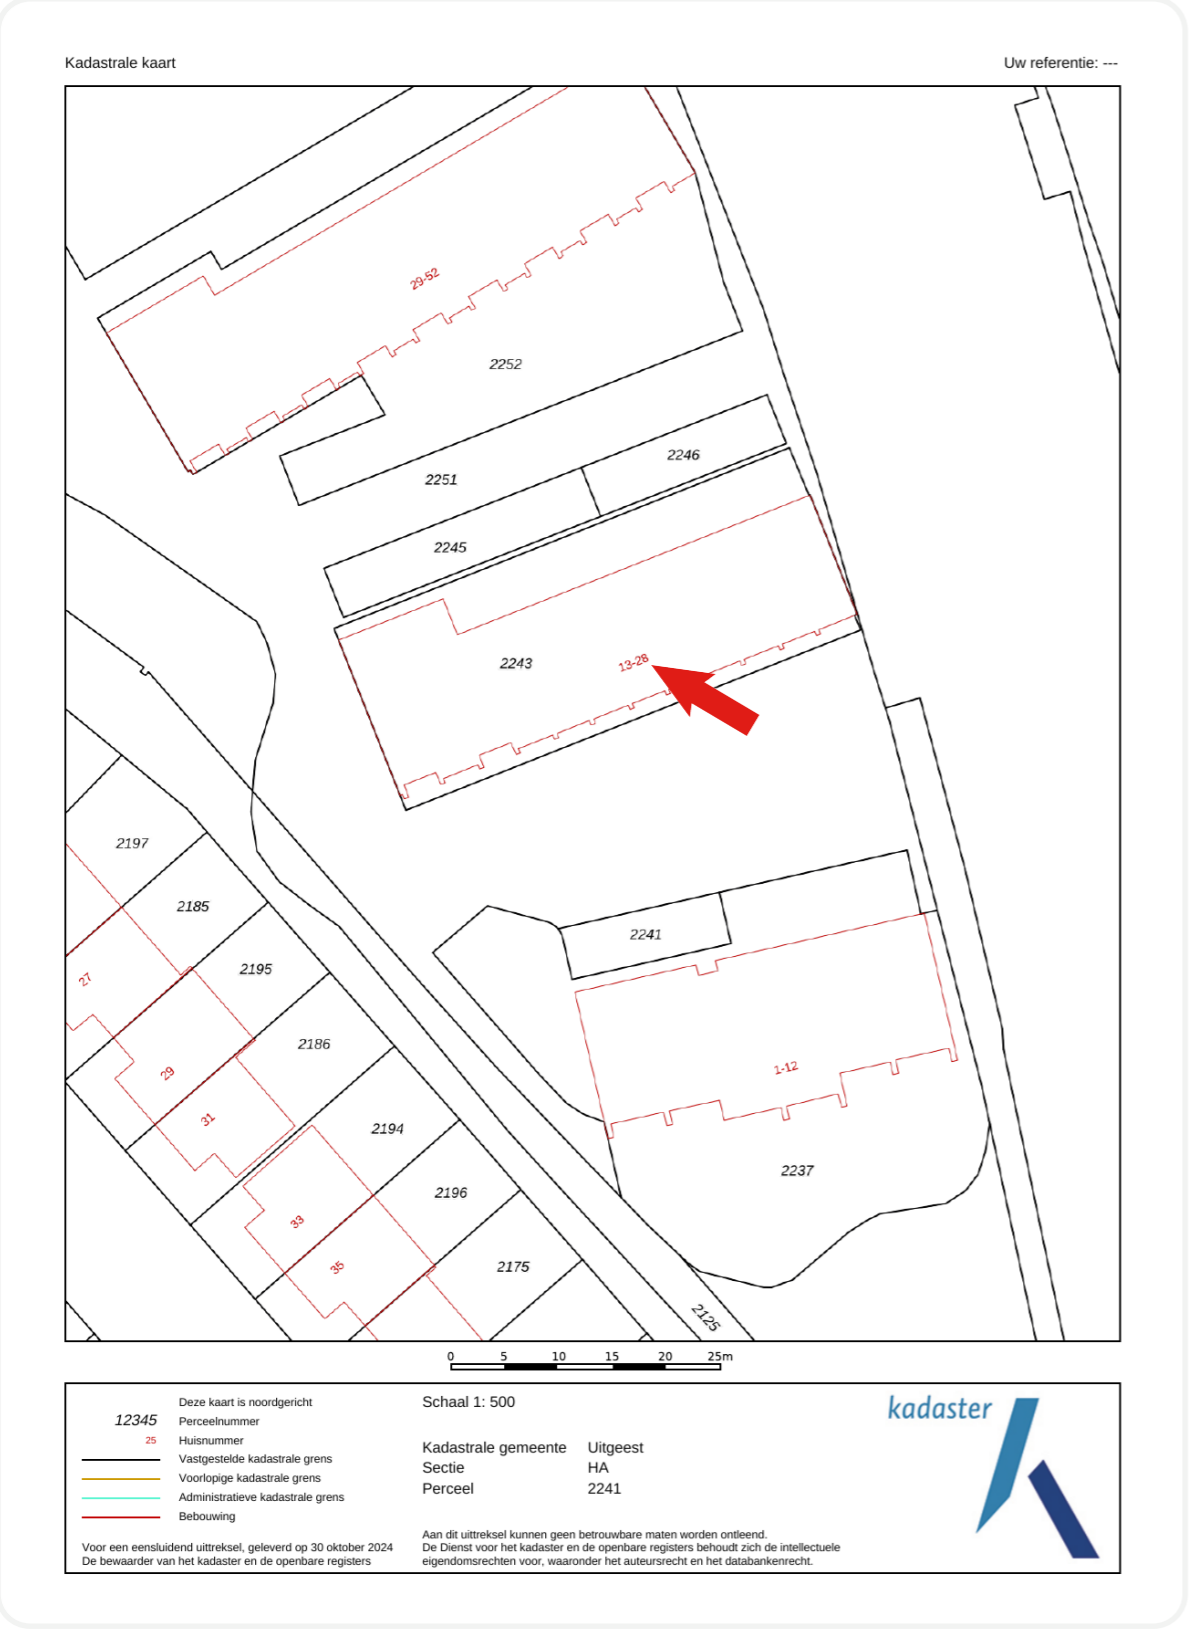 Kadastrale kaart
Uw referentie: ---
29-52
2252
2246
2251
2245
2243
13-28
2197
2185
2241
27
2195
2186
1-12
29
31
2194
2237
2196
33
35
2175
2125
0 5 10 15 20 25m
Deze kaart is noordgericht
12345 Perceelnummer
25 Huisnummer
Vastgestelde kadastrale grens
Voorlopige kadastrale grens
Administratieve kadastrale grens
Bebouwing
Voor een eensluidend uittreksel, geleverd op 30 oktober 2024
De bewaarder van het kadaster en de openbare registers
Schaal 1: 500
Kadastrale gemeente Uitgeest
Sectie HA
Perceel 2241
Aan dit uittreksel kunnen geen betrouwbare maten worden ontleend.
De Dienst voor het kadaster en de openbare registers behoudt zich de intellectuele
eigendomsrechten voor, waaronder het auteursrecht en het databankenrecht.
kadaster